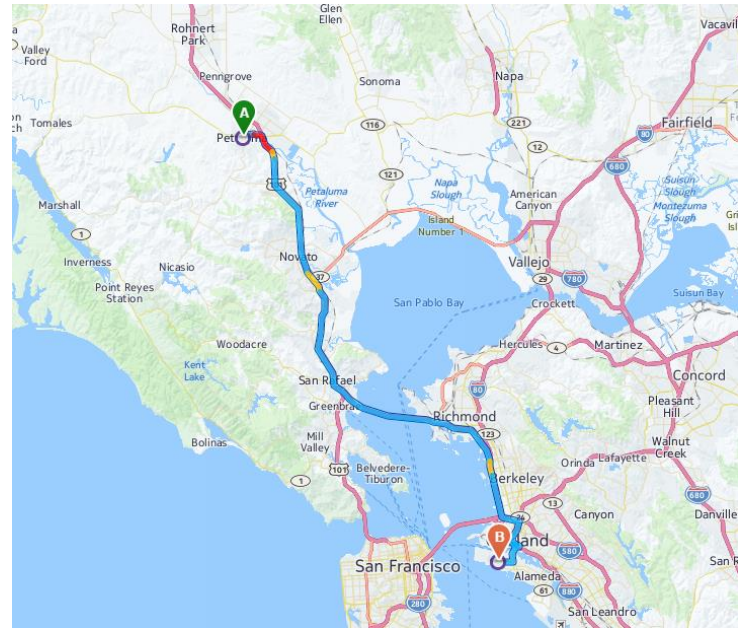 Glen
Ellen
Rohnert
Park
Valley
Ford
Vacaville
Penngrove
Sonoma
Napa
A
Tomales
116
221
12
80
Fairfield
680
121
Petaluma
River
Napa
Slough
American
Canyon
Suisun
Slough
Montezuma
Slough
Marshall
1
Island
Number 1
Novato
37
Inverness
Nicasio
Vallejo
780
Point Reyes
Station
29
San Pablo Bay
Crockett
Suisun Bay
Woodacre
Hercules
4
Martinez
Kent
Lake
San Rafael
80
Concord
Greenbrae
Richmond
Pleasant
Hill
Bolinas
Mill
Valley
123
Walnut
Creek
101
Belvedere-
Tiburon
Berkeley
Orinda
Lafayette
680
1
13
Canyon
Danville
B
San Francisco
580
Alameda
61
880
280
San Leandro